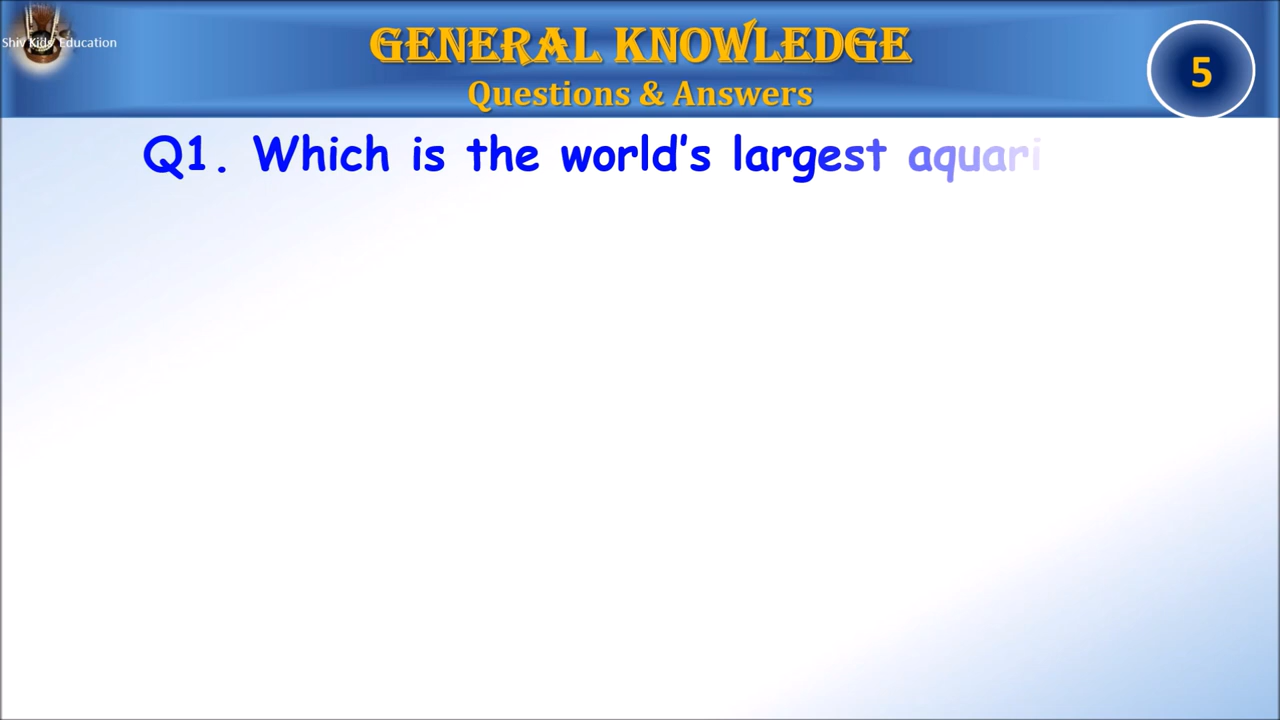 Shiv Kids' Education
GENERAL KNOWLEDGE
Questions & Answers
5
Q1. Which is the world's largest aquari